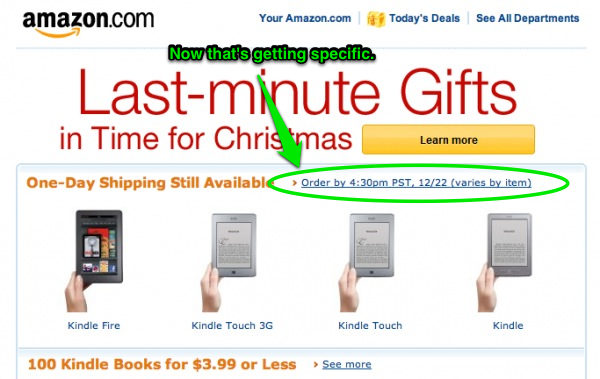 amazon.com
Your Amazon.com
Today's Deals
See All Departments
Now that's getting specific.
Last-minute Gifts
in Time for Christmas
Learn more
One-Day Shipping Still Available
› Order by 4:30pm PST, 12/22 (varies by item)
Kindle Fire
Kindle Touch 3G
Kindle Touch
Kindle
100 Kindle Books for $3.99 or Less
› See more